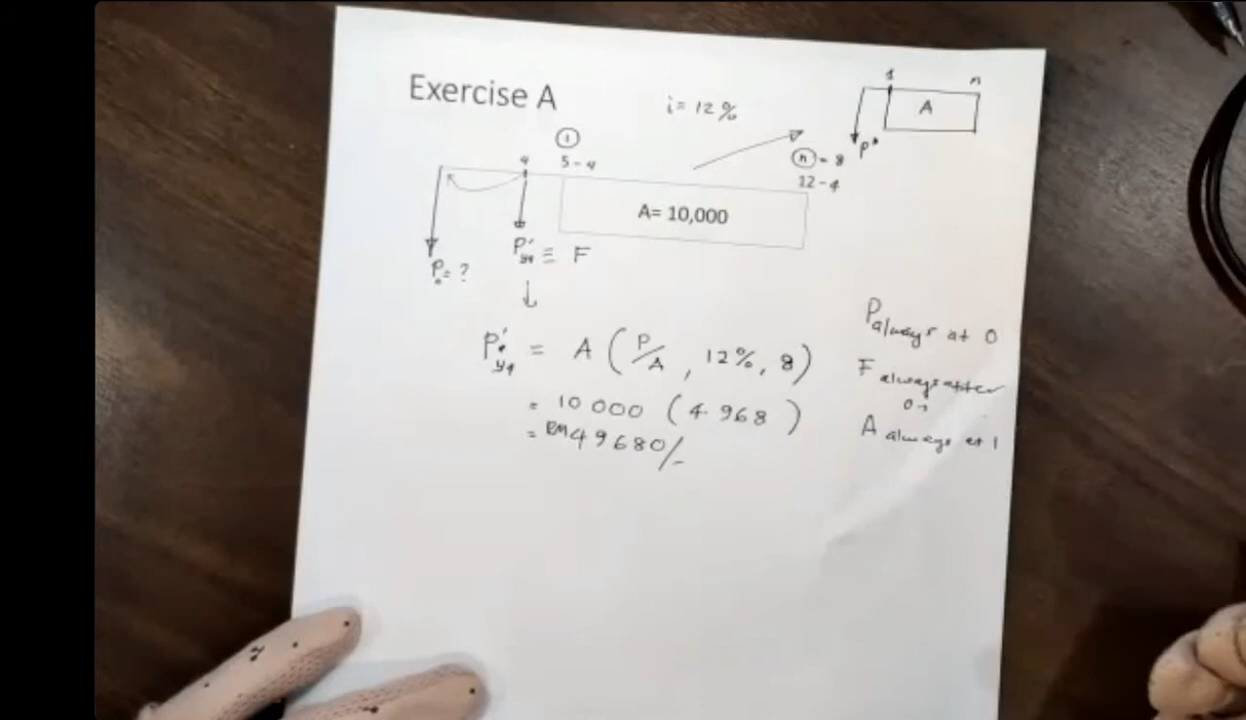 Exercise A
i = 12%
1 n
A
P*
① ⓝ = 8
4 5-4 12-4
A= 10,000
P₀ = ? P'y4 ≡ F
↓
P'y4 = A (P/A, 12%, 8)
= 10 000 (4.968)
= RM49680/-
P always at 0
F always after
A always at 1